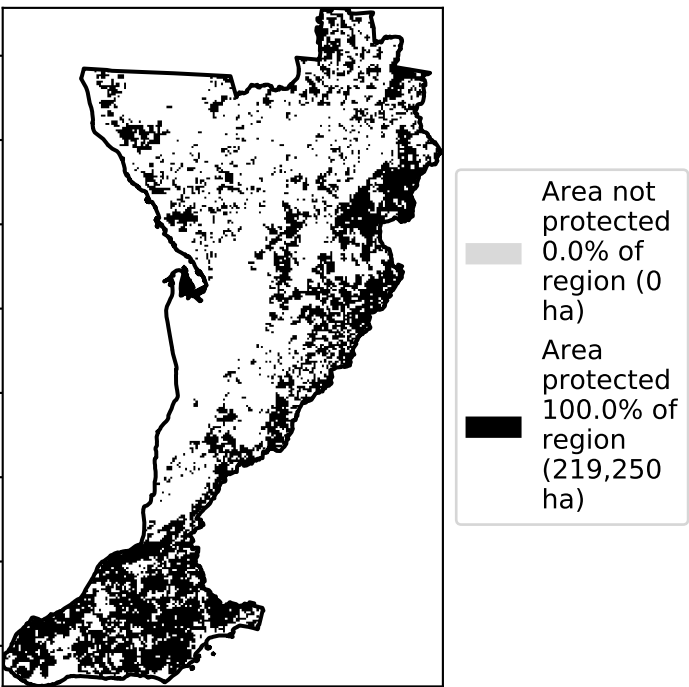 Area not
protected
0.0% of
region (0
ha)
Area
protected
100.0% of
region
(219,250
ha)